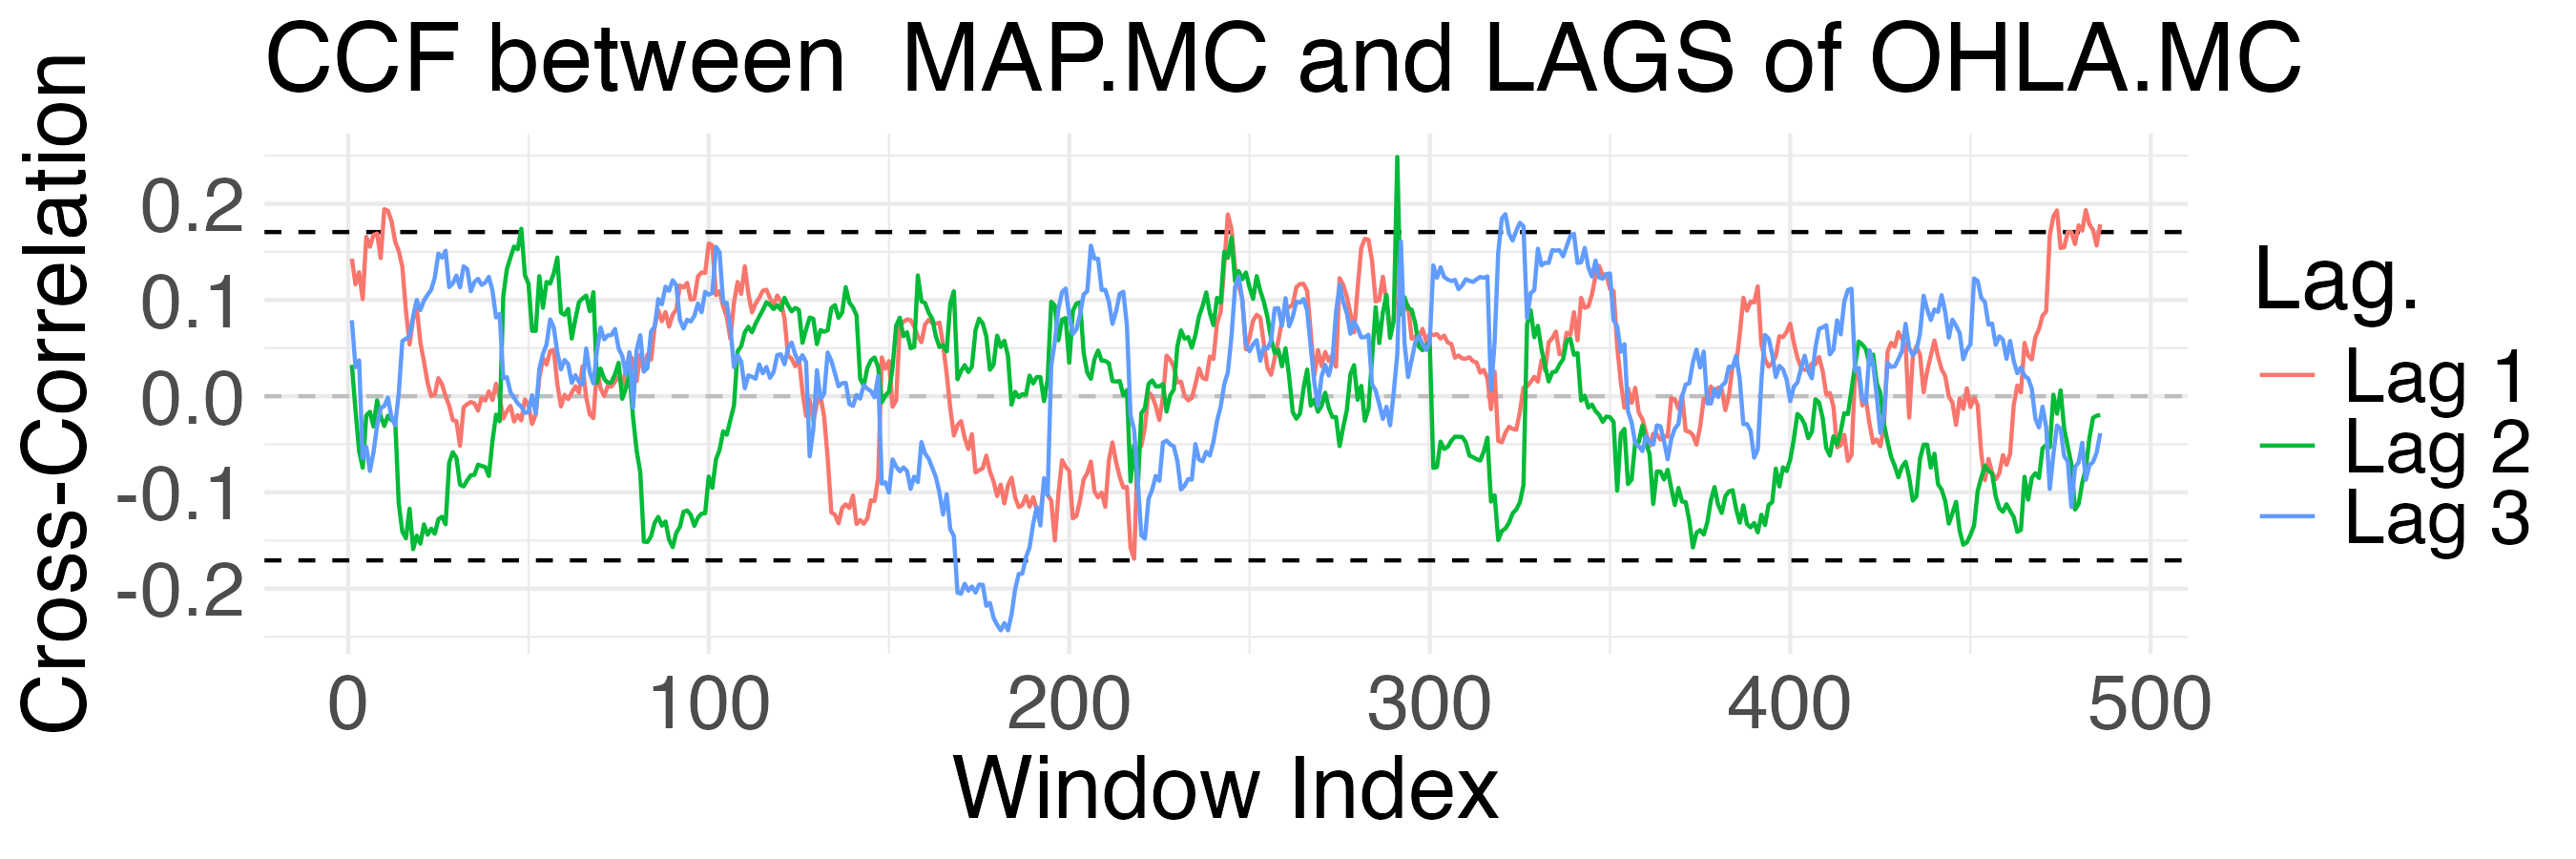 CCF between  MAP.MC and LAGS of OHLA.MC
Cross-Correlation
0.2
0.1
0.0
-0.1
-0.2
0 100 200 300 400 500
Window Index
Lag.
Lag 1
Lag 2
Lag 3